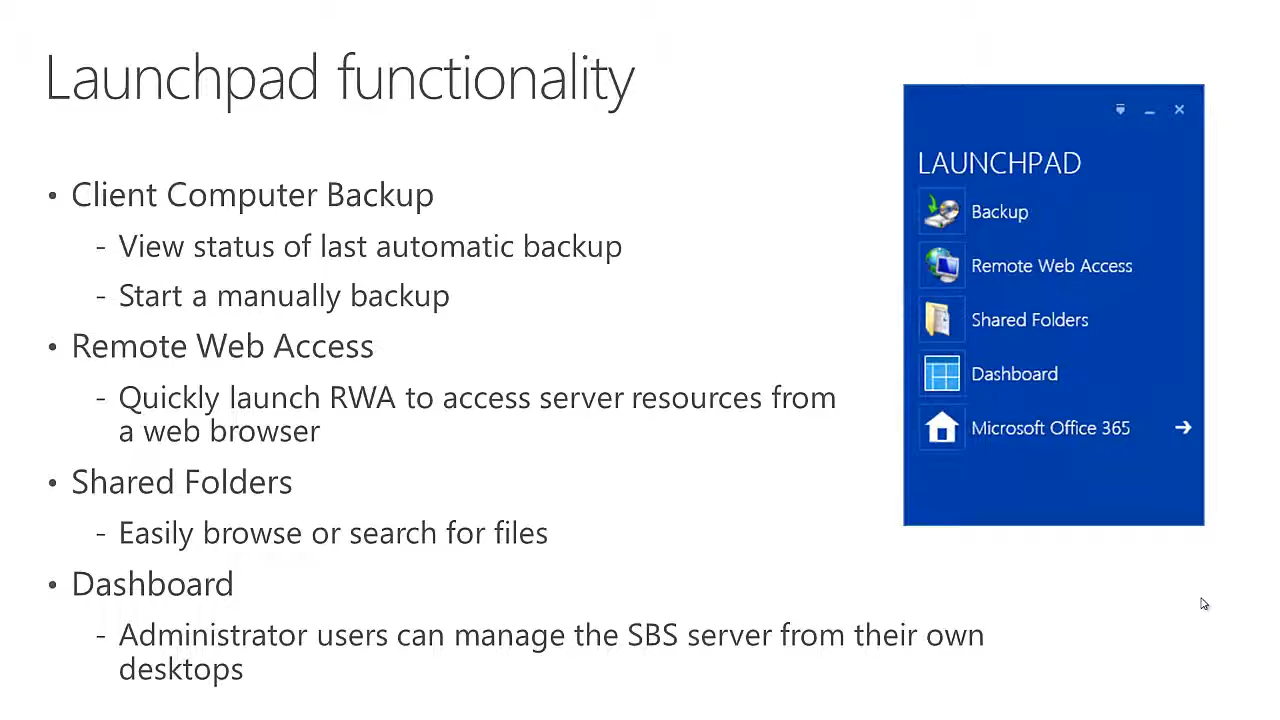 Launchpad functionality
• Client Computer Backup
- View status of last automatic backup
- Start a manually backup
• Remote Web Access
- Quickly launch RWA to access server resources from
a web browser
• Shared Folders
- Easily browse or search for files
• Dashboard
- Administrator users can manage the SBS server from their own
desktops
LAUNCHPAD
Backup
Remote Web Access
Shared Folders
Dashboard
Microsoft Office 365